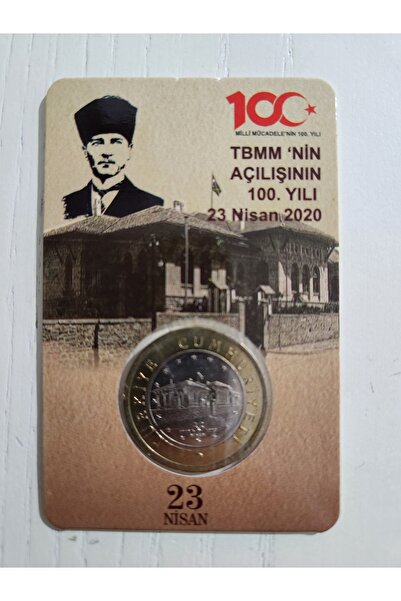 100
MİLLİ MÜCADELE'NİN 100. YILI
TBMM 'NİN
AÇILIŞININ
100. YILI
23 Nisan 2020
TÜRKİYE CUMHURİYETİ
23
NİSAN